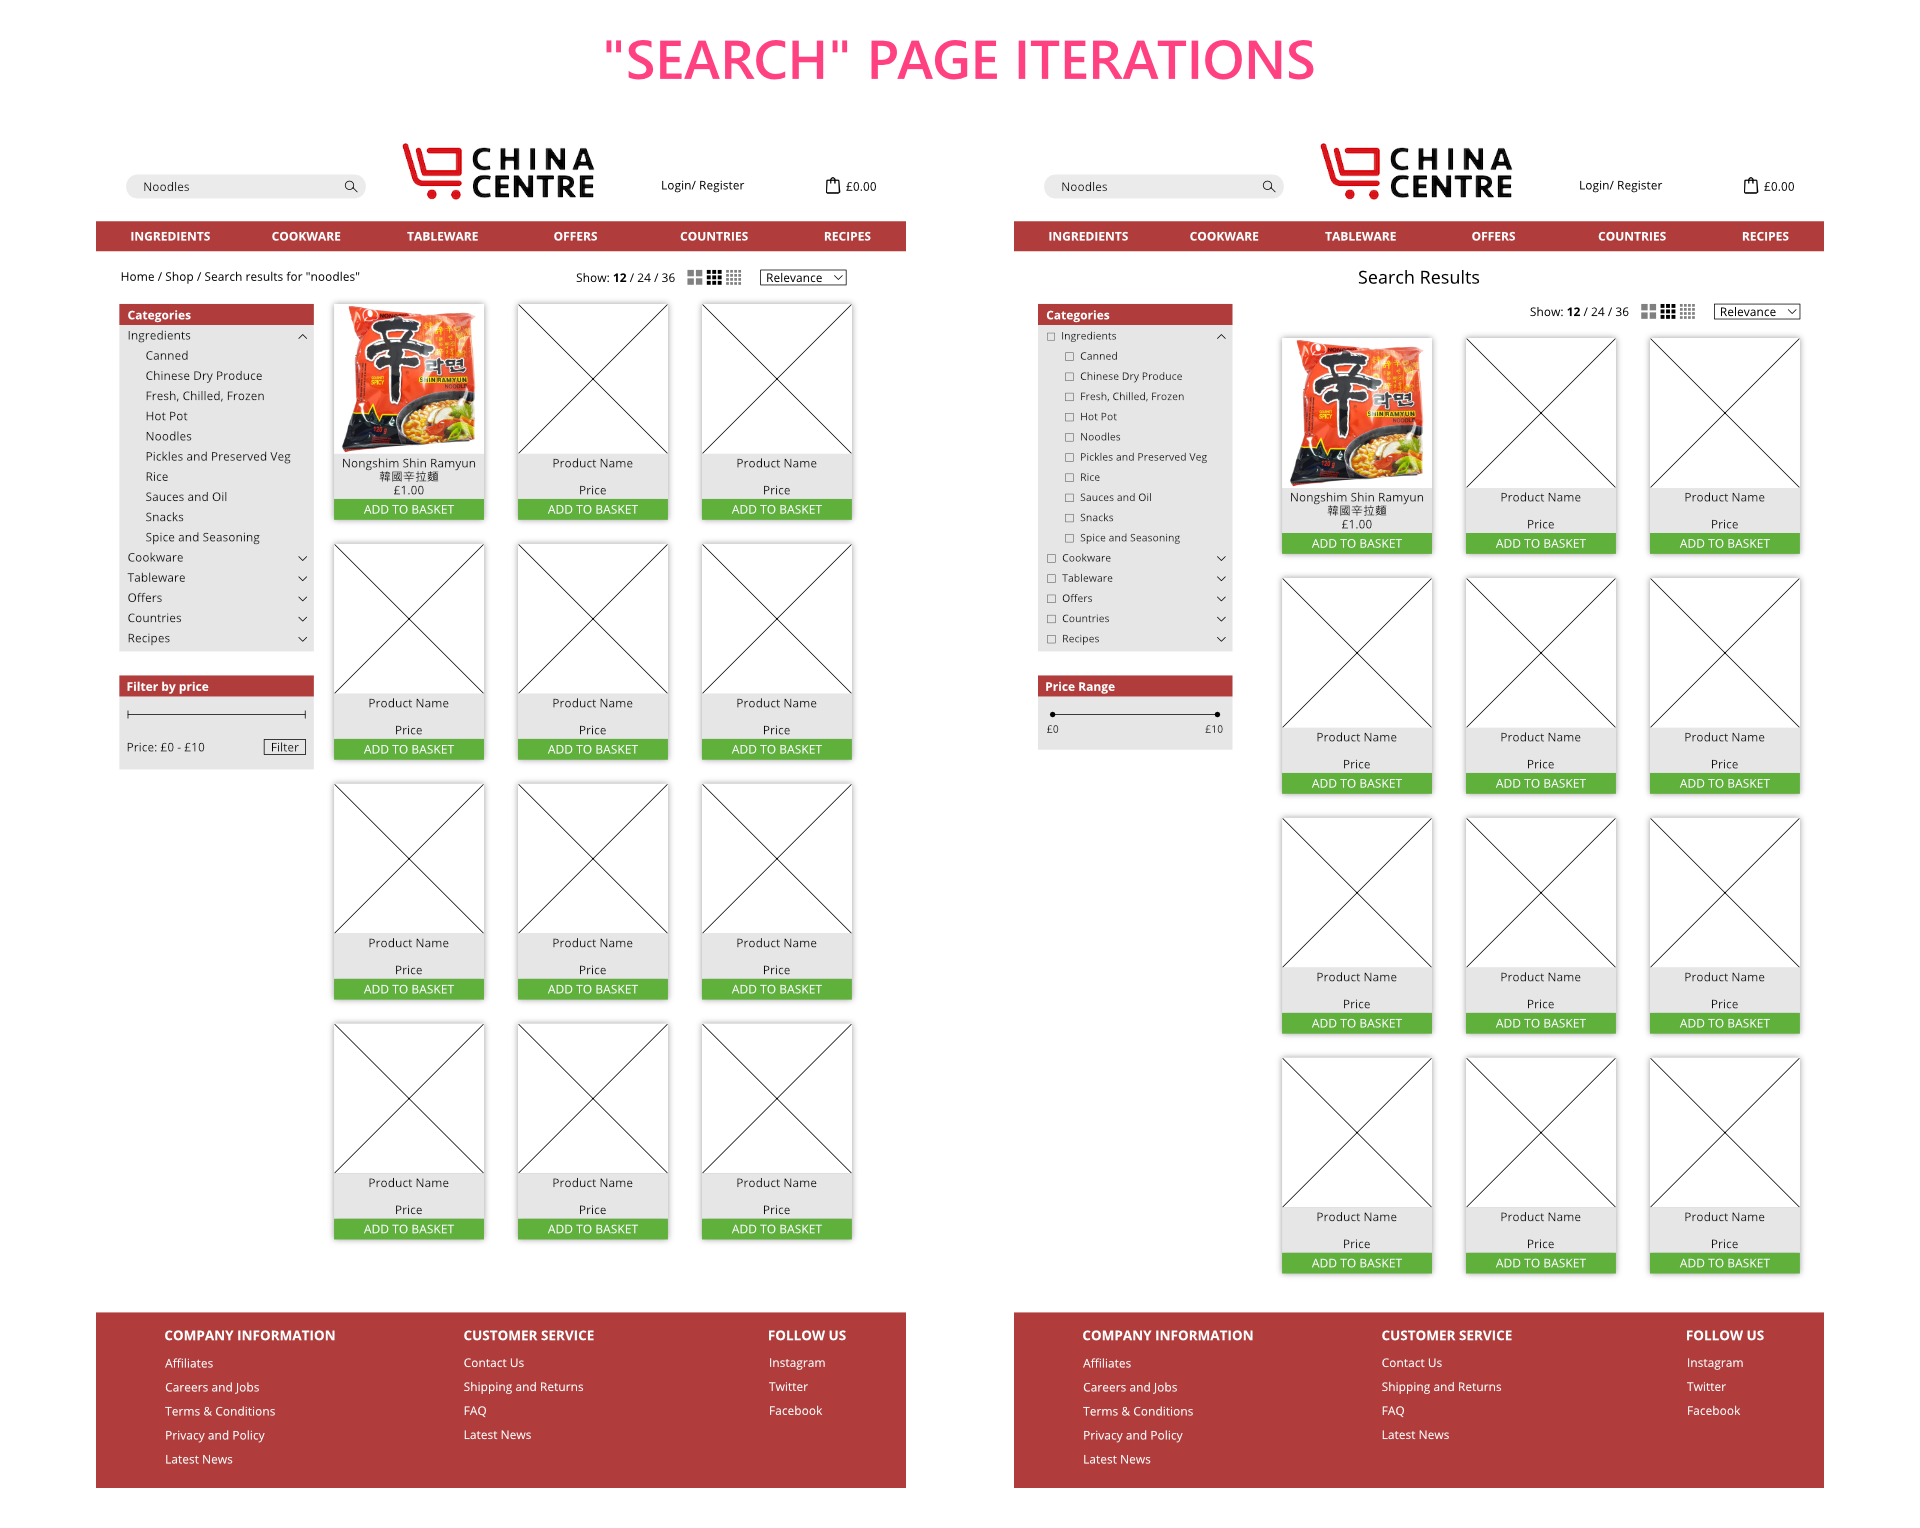 "SEARCH" PAGE ITERATIONS
Noodles
CHINA
CENTRE
Login/ Register
£0.00
INGREDIENTS COOKWARE TABLEWARE OFFERS COUNTRIES RECIPES
Home / Shop / Search results for "noodles"
Show: 12 / 24 / 36
Relevance
Categories
Ingredients
Canned
Chinese Dry Produce
Fresh, Chilled, Frozen
Hot Pot
Noodles
Pickles and Preserved Veg
Rice
Sauces and Oil
Snacks
Spice and Seasoning
Cookware
Tableware
Offers
Countries
Recipes
Filter by price
Price: £0 - £10
Filter
辛
라면
SHIN RAMYUN
120 g
Nongshim Shin Ramyun
韓國辛拉麵
£1.00
ADD TO BASKET
Product Name
Price
ADD TO BASKET
Product Name
Price
ADD TO BASKET
Product Name
Price
ADD TO BASKET
Product Name
Price
ADD TO BASKET
Product Name
Price
ADD TO BASKET
Product Name
Price
ADD TO BASKET
Product Name
Price
ADD TO BASKET
Product Name
Price
ADD TO BASKET
Product Name
Price
ADD TO BASKET
Product Name
Price
ADD TO BASKET
Product Name
Price
ADD TO BASKET
COMPANY INFORMATION
Affiliates
Careers and Jobs
Terms & Conditions
Privacy and Policy
Latest News
CUSTOMER SERVICE
Contact Us
Shipping and Returns
FAQ
Latest News
FOLLOW US
Instagram
Twitter
Facebook
Noodles
CHINA
CENTRE
Login/ Register
£0.00
INGREDIENTS COOKWARE TABLEWARE OFFERS COUNTRIES RECIPES
Search Results
Show: 12 / 24 / 36
Relevance
Categories
Ingredients
Canned
Chinese Dry Produce
Fresh, Chilled, Frozen
Hot Pot
Noodles
Pickles and Preserved Veg
Rice
Sauces and Oil
Snacks
Spice and Seasoning
Cookware
Tableware
Offers
Countries
Recipes
Price Range
£0
£10
辛
라면
SHIN RAMYUN
120 g
Nongshim Shin Ramyun
韓國辛拉麵
£1.00
ADD TO BASKET
Product Name
Price
ADD TO BASKET
Product Name
Price
ADD TO BASKET
Product Name
Price
ADD TO BASKET
Product Name
Price
ADD TO BASKET
Product Name
Price
ADD TO BASKET
Product Name
Price
ADD TO BASKET
Product Name
Price
ADD TO BASKET
Product Name
Price
ADD TO BASKET
Product Name
Price
ADD TO BASKET
Product Name
Price
ADD TO BASKET
Product Name
Price
ADD TO BASKET
COMPANY INFORMATION
Affiliates
Careers and Jobs
Terms & Conditions
Privacy and Policy
Latest News
CUSTOMER SERVICE
Contact Us
Shipping and Returns
FAQ
Latest News
FOLLOW US
Instagram
Twitter
Facebook